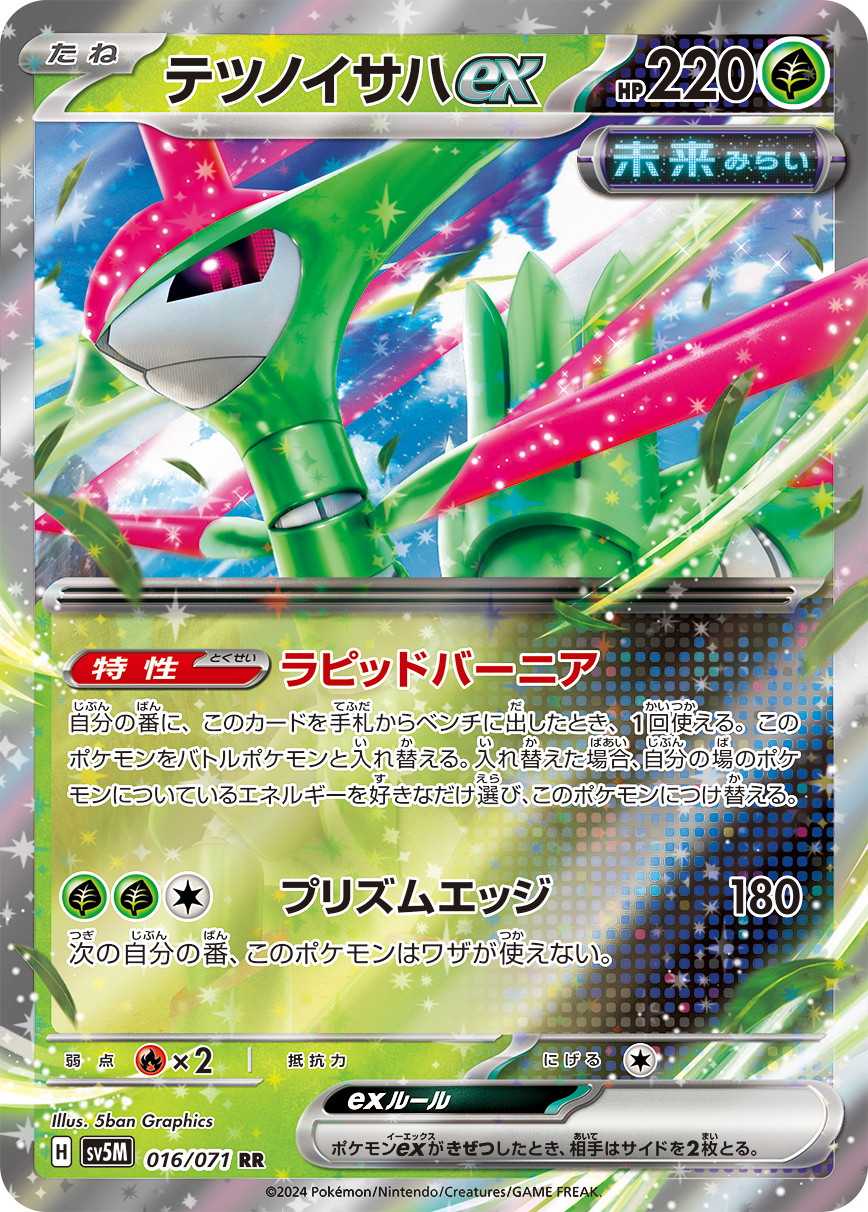 たね
テツノイサハex
HP220
未来みらい
特性 とくせい ラピッドバーニア
自分の番に、このカードを手札からベンチに出したとき、1回使える。この
ポケモンをバトルポケモンと入れ替える。入れ替えた場合、自分の場のポケ
モンについているエネルギーを好きなだけ選び、このポケモンにつけ替える。
プリズムエッジ 180
次の自分の番、このポケモンはワザが使えない。
弱点 ×2 抵抗力 にげる
exルール
ポケモンexがきぜつしたとき、相手はサイドを2枚とる。
Illus. 5ban Graphics
H sv5M 016/071 RR
©2024 Pokémon/Nintendo/Creatures/GAME FREAK.